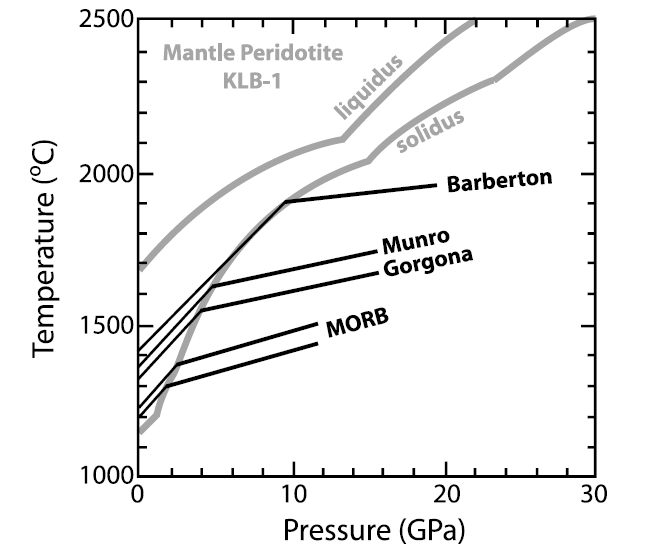 2500
Mantle Peridotite
KLB-1
liquidus
solidus
2000
Barberton
Munro
Gorgona
1500
MORB
1000
0
10
20
30
Temperature (°C)
Pressure (GPa)